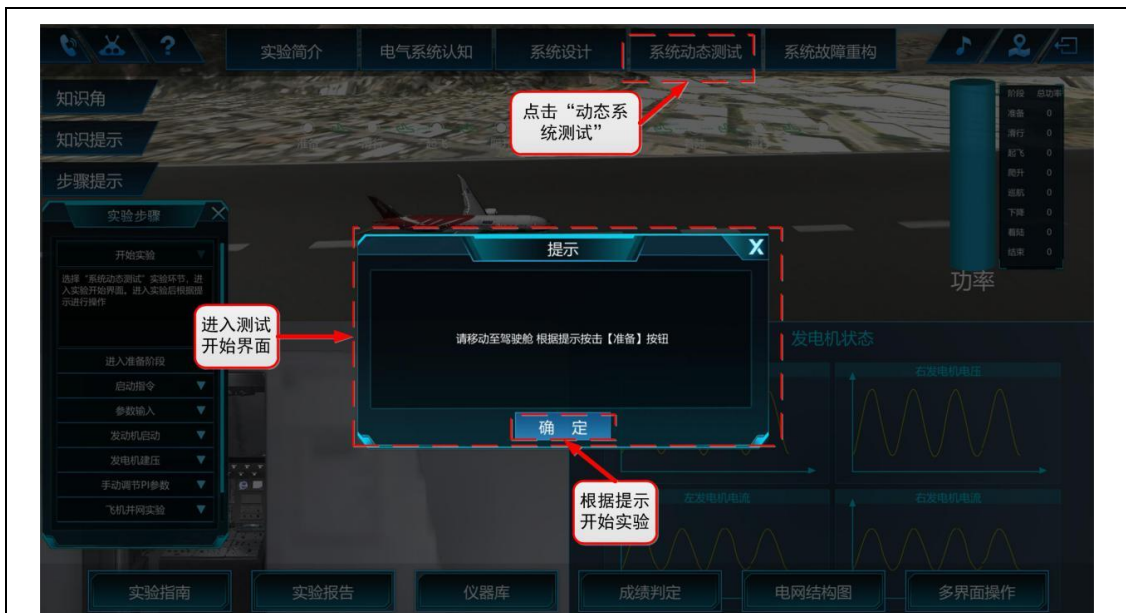 实验简介
电气系统认知
系统设计
系统动态测试
系统故障重构
知识角
知识提示
步骤提示
点击“动态系
统测试”
阶段 总功率
准备 0
滑行 0
起飞 0
爬升 0
巡航 0
下降 0
着陆 0
结束 0
功率
实验步骤
开始实验
选择“系统动态测试”实验环节，进
入实验开始界面。进入实验后根据提
示进行操作
进入准备阶段
启动指令
参数输入
发动机启动
发电机建压
手动调节PI参数
飞机并网实验
进入测试
开始界面
提示
X
请移动至驾驶舱 根据提示按击【准备】按钮
确 定
根据提示
开始实验
发电机状态
右发电机电压
左发电机电流
右发电机电流
实验指南
实验报告
仪器库
成绩判定
电网结构图
多界面操作